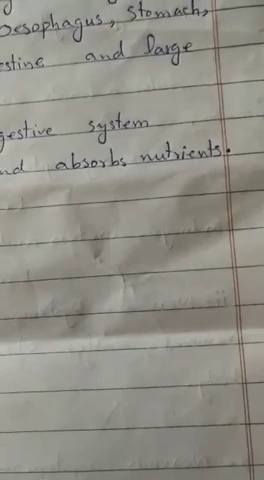 oesophagus, stomach,
estine and large
gestive system
nd absorbs nutrients.